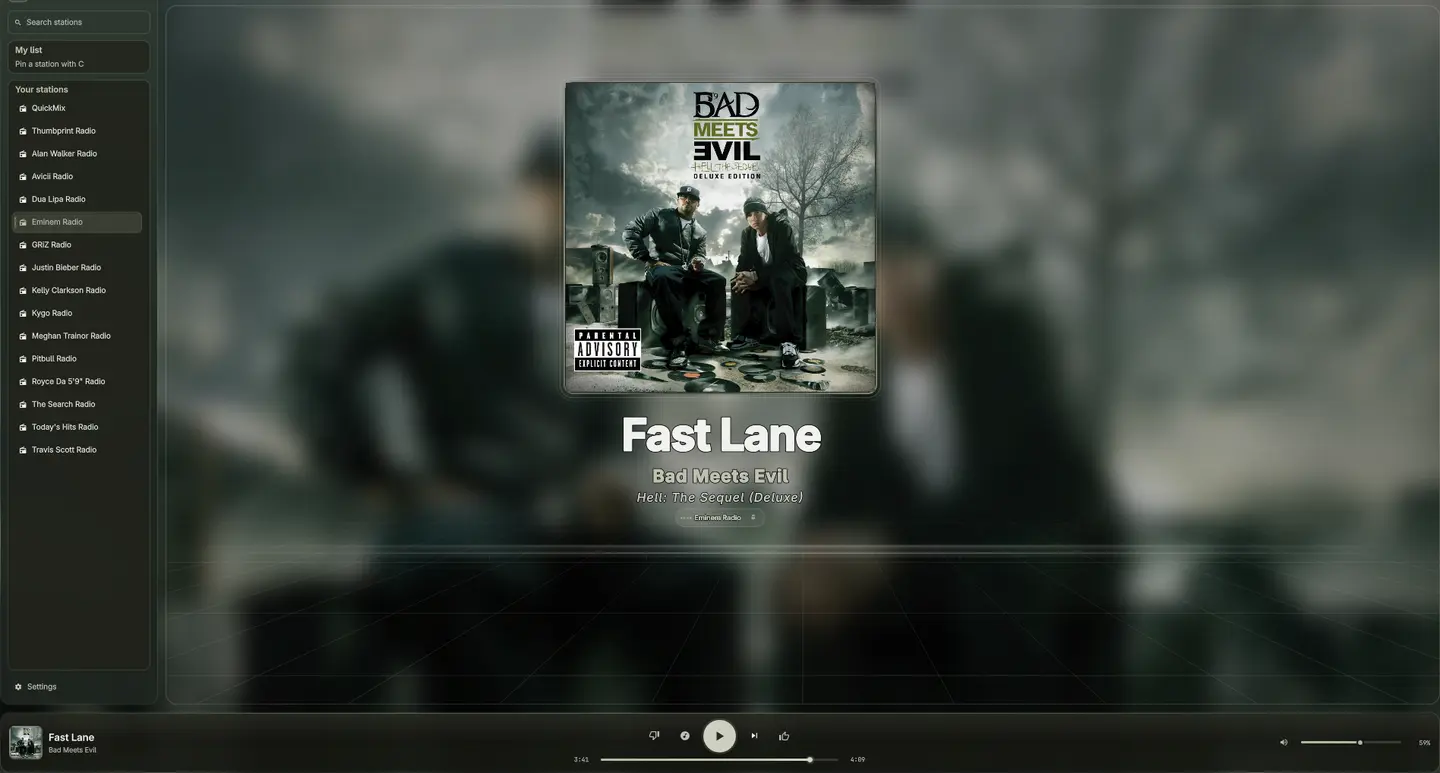 Search stations
My list
Pin a station with C
Your stations
QuickMix
Thumbprint Radio
Alan Walker Radio
Avicii Radio
Dua Lipa Radio
Eminem Radio
GRiZ Radio
Justin Bieber Radio
Kelly Clarkson Radio
Kygo Radio
Meghan Trainor Radio
Pitbull Radio
Royce Da 5'9" Radio
The Search Radio
Today's Hits Radio
Travis Scott Radio
Settings
BAD
MEETS
EVIL
HELL: THE SEQUEL
DELUXE EDITION
PARENTAL
ADVISORY
EXPLICIT CONTENT
Fast Lane
Bad Meets Evil
Hell: The Sequel (Deluxe)
Eminem Radio
Fast Lane
Bad Meets Evil
3:41
4:09
59%